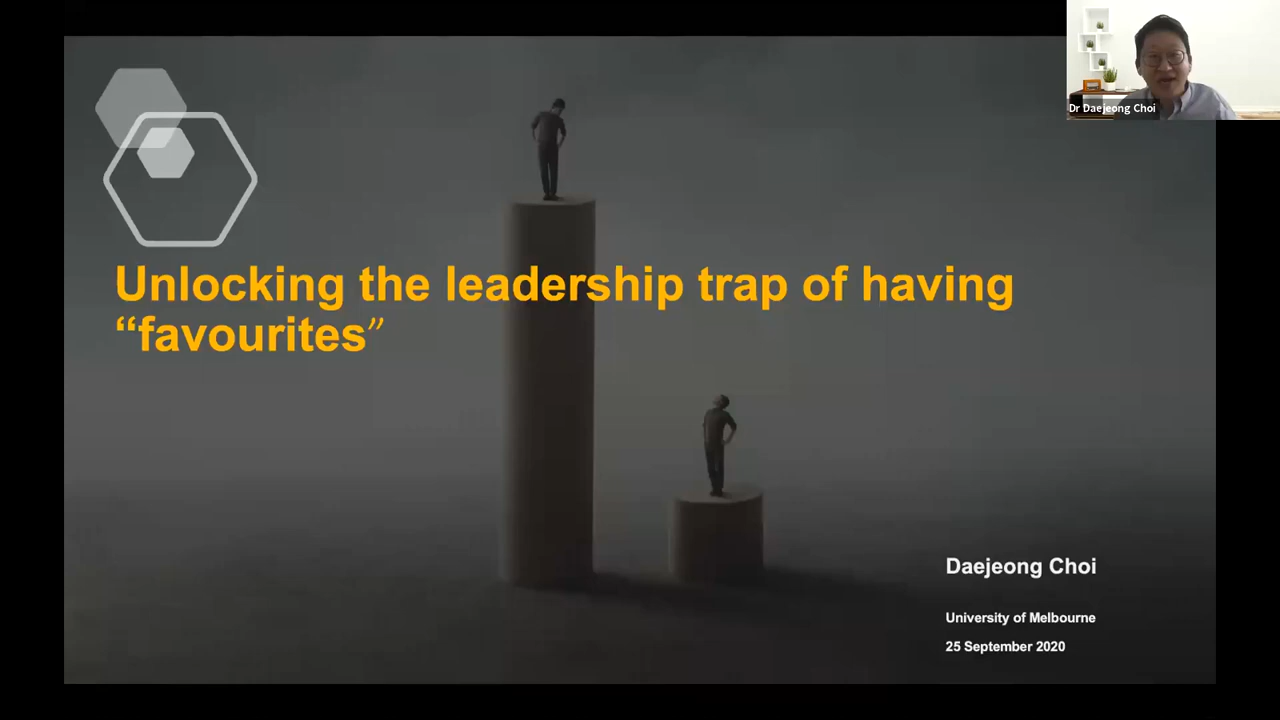 Dr Daejeong Choi
Unlocking the leadership trap of having
“favourites”
Daejeong Choi
University of Melbourne
25 September 2020